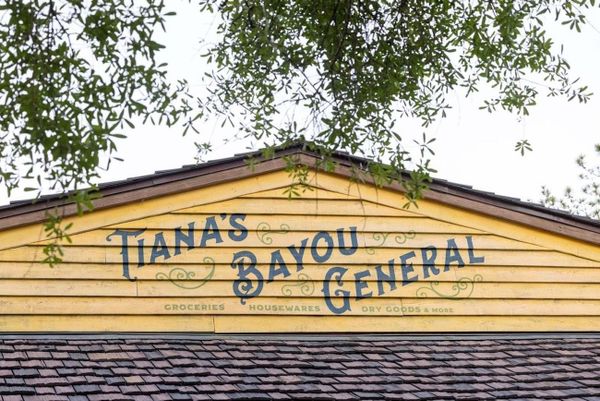 TIANA'S BAYOU GENERAL
GROCERIES HOUSEWARES DRY GOODS & MORE